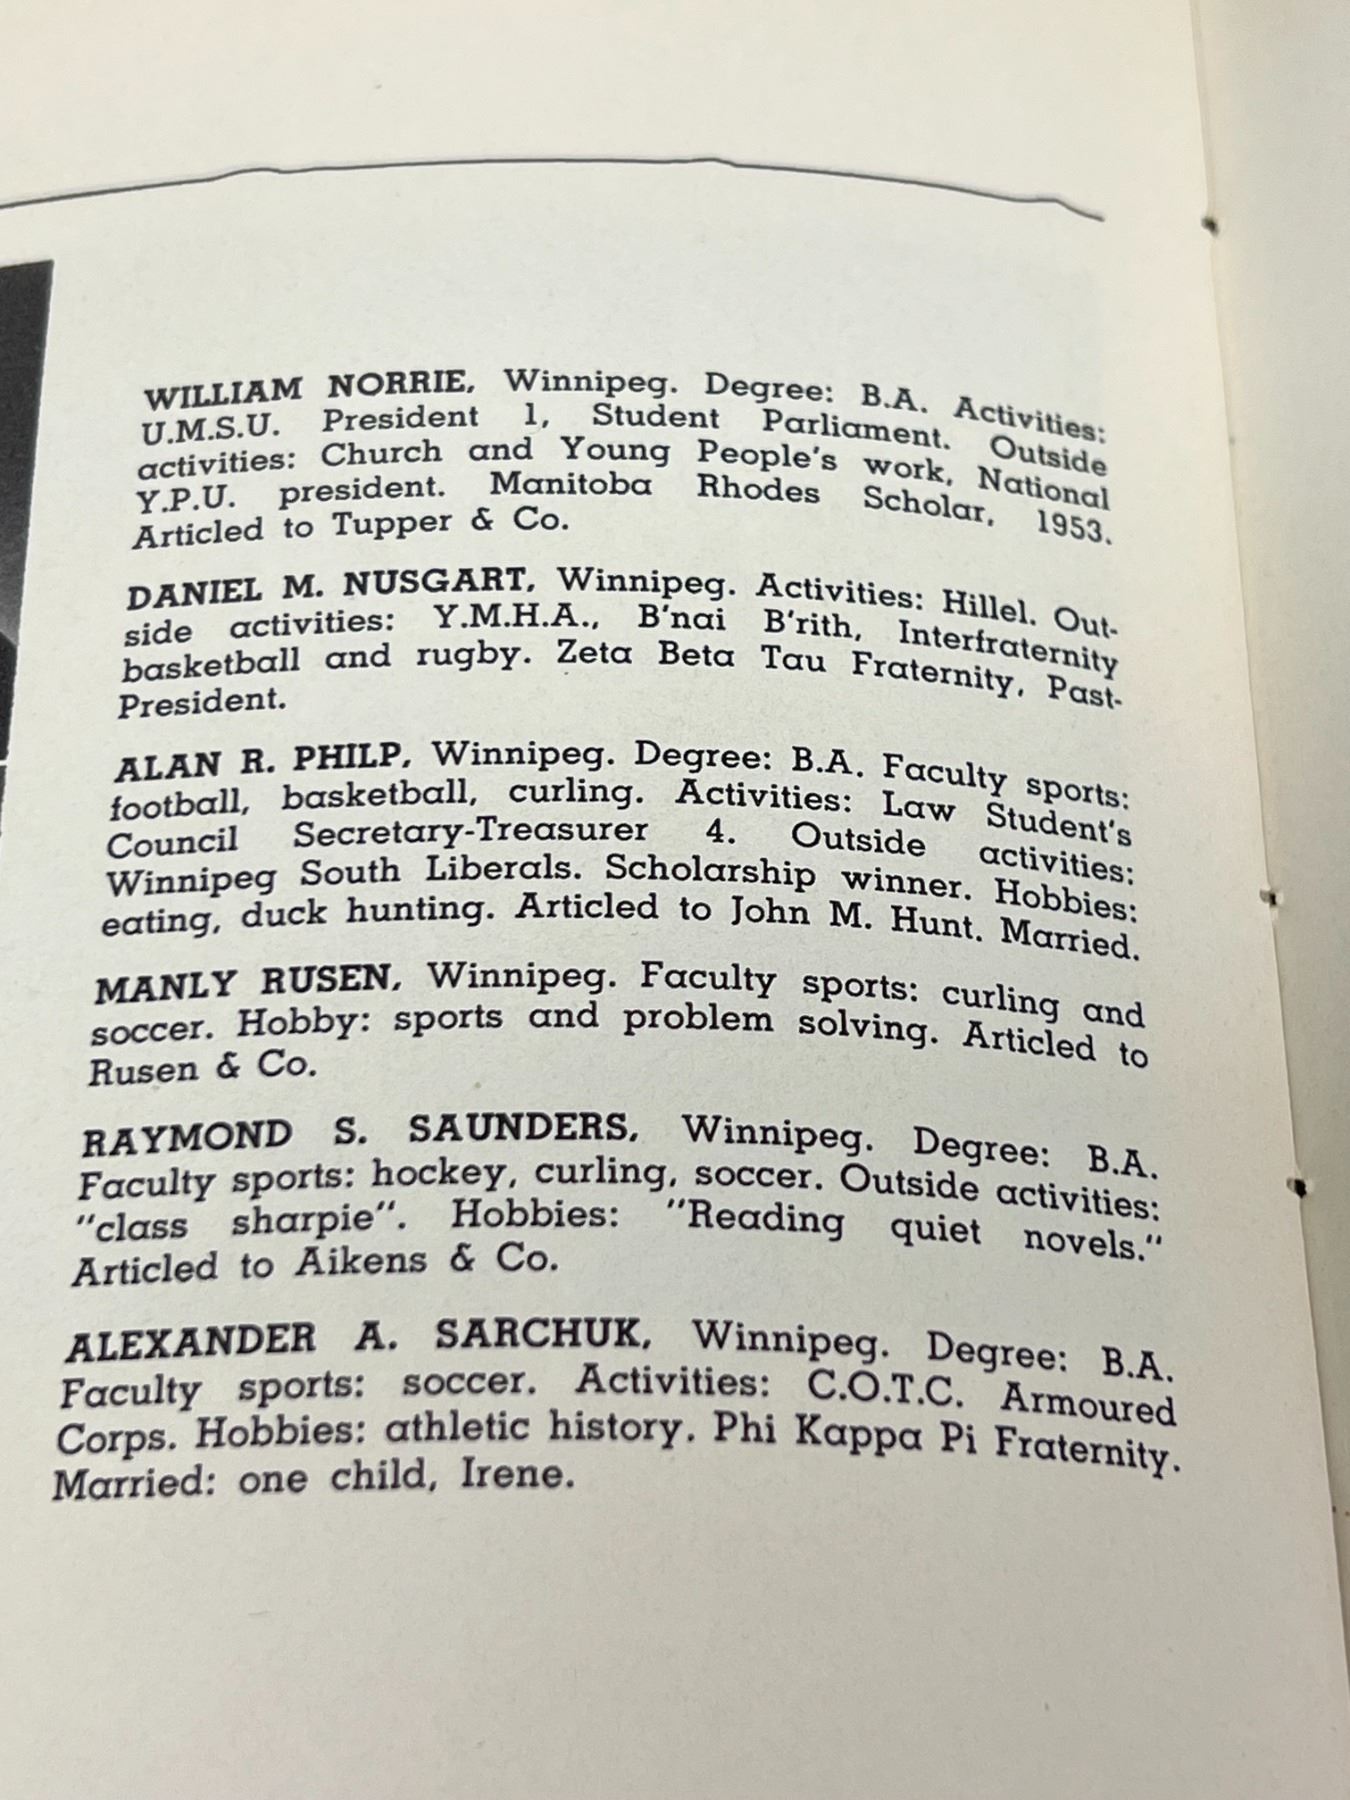 WILLIAM NORRIE, Winnipeg. Degree: B.A. Activities:
U.M.S.U. President 1, Student Parliament. Outside
activities: Church and Young People's work, National
Y.P.U. president. Manitoba Rhodes Scholar, 1953.
Articled to Tupper & Co.
DANIEL M. NUSGART, Winnipeg. Activities: Hillel. Out-
side activities: Y.M.H.A., B'nai B'rith, Interfraternity
basketball and rugby. Zeta Beta Tau Fraternity, Past-
President.
ALAN R. PHILP, Winnipeg. Degree: B.A. Faculty sports:
football, basketball, curling. Activities: Law Student's
Council Secretary-Treasurer 4. Outside activities:
Winnipeg South Liberals. Scholarship winner. Hobbies:
eating, duck hunting. Articled to John M. Hunt. Married.
MANLY RUSEN, Winnipeg. Faculty sports: curling and
soccer. Hobby: sports and problem solving. Articled to
Rusen & Co.
RAYMOND S. SAUNDERS, Winnipeg. Degree: B.A.
Faculty sports: hockey, curling, soccer. Outside activities:
"class sharpie". Hobbies: "Reading quiet novels."
Articled to Aikens & Co.
ALEXANDER A. SARCHUK, Winnipeg. Degree: B.A.
Faculty sports: soccer. Activities: C.O.T.C. Armoured
Corps. Hobbies: athletic history. Phi Kappa Pi Fraternity.
Married: one child, Irene.